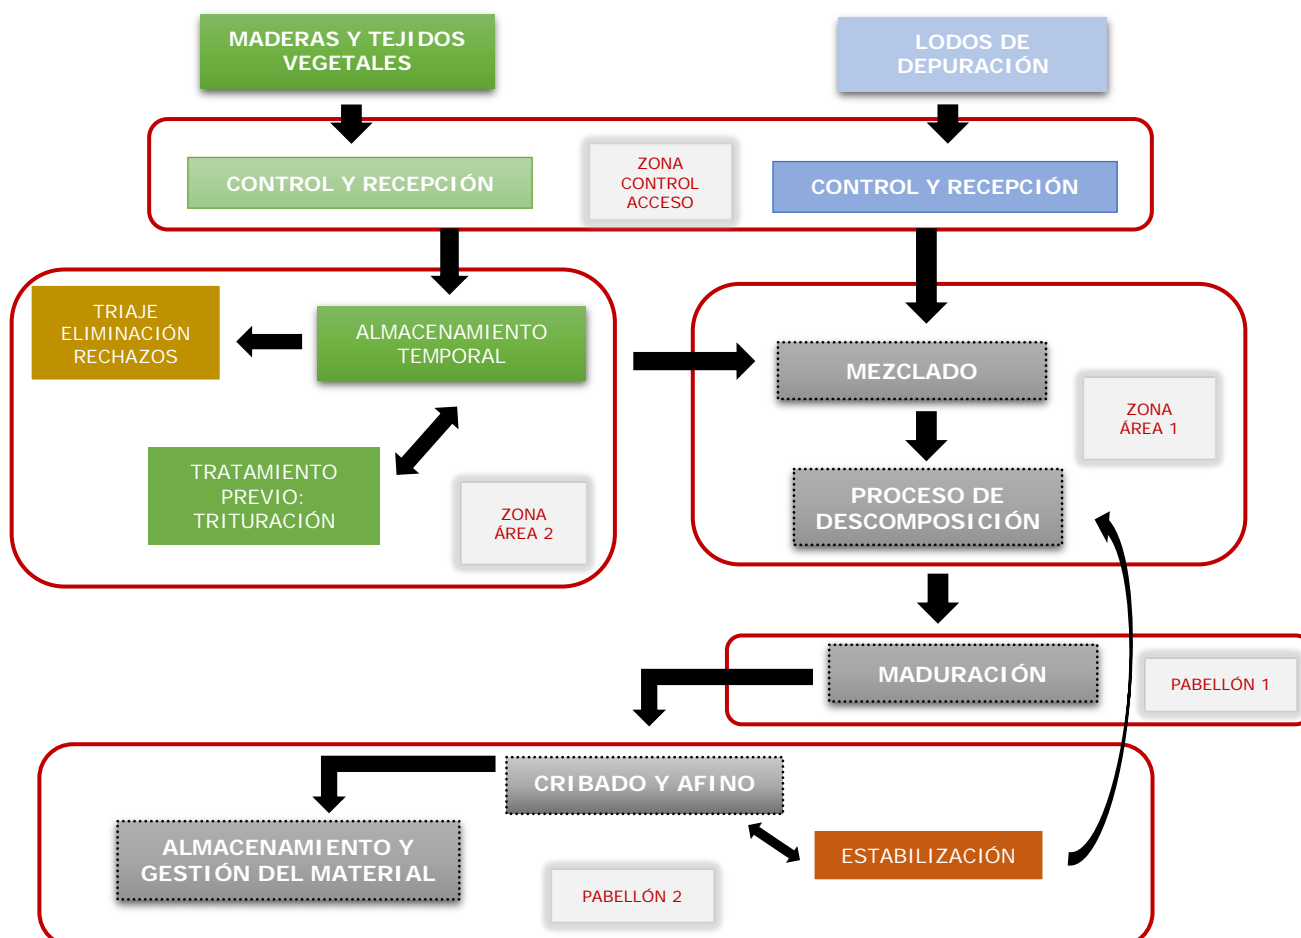 MADERAS Y TEJIDOS
VEGETALES
LODOS DE
DEPURACIÓN
CONTROL Y RECEPCIÓN
ZONA
CONTROL
ACCESO
CONTROL Y RECEPCIÓN
TRIAJE
ELIMINACIÓN
RECHAZOS
ALMACENAMIENTO
TEMPORAL
MEZCLADO
ZONA
ÁREA 1
TRATAMIENTO
PREVIO:
TRITURACIÓN
ZONA
ÁREA 2
PROCESO DE
DESCOMPOSICIÓN
MADURACIÓN
PABELLÓN 1
CRIBADO Y AFINO
ALMACENAMIENTO Y
GESTIÓN DEL MATERIAL
ESTABILIZACIÓN
PABELLÓN 2